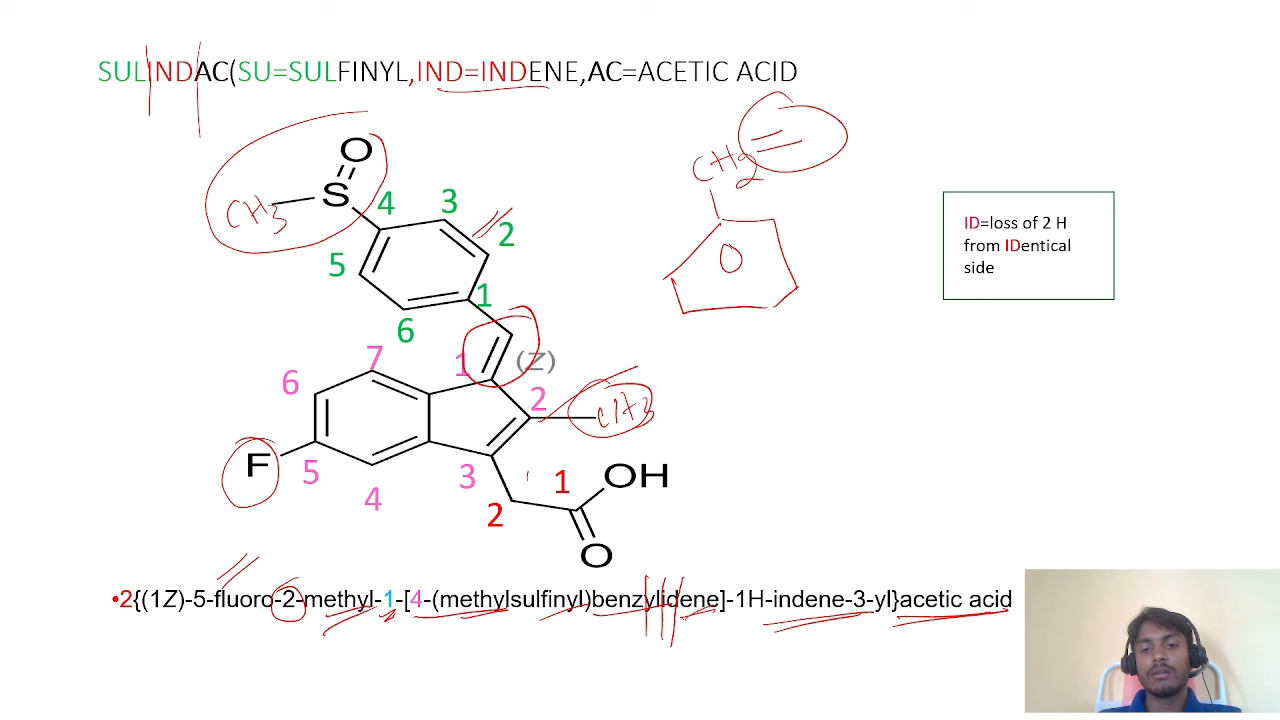 SULINDAC(SU=SULFINYL,IND=INDENE,AC=ACETIC ACID
O
S
CH3
4
3
2
5
1
6
CH2
O
ID=loss of 2 H
from IDentical
side
7
1
(Z)
6
2
CH3
F
5
3
4
1
OH
2
O
•2{(1Z)-5-fluoro-2-methyl-1-[4-(methylsulfinyl)benzylidene]-1H-indene-3-yl}acetic acid